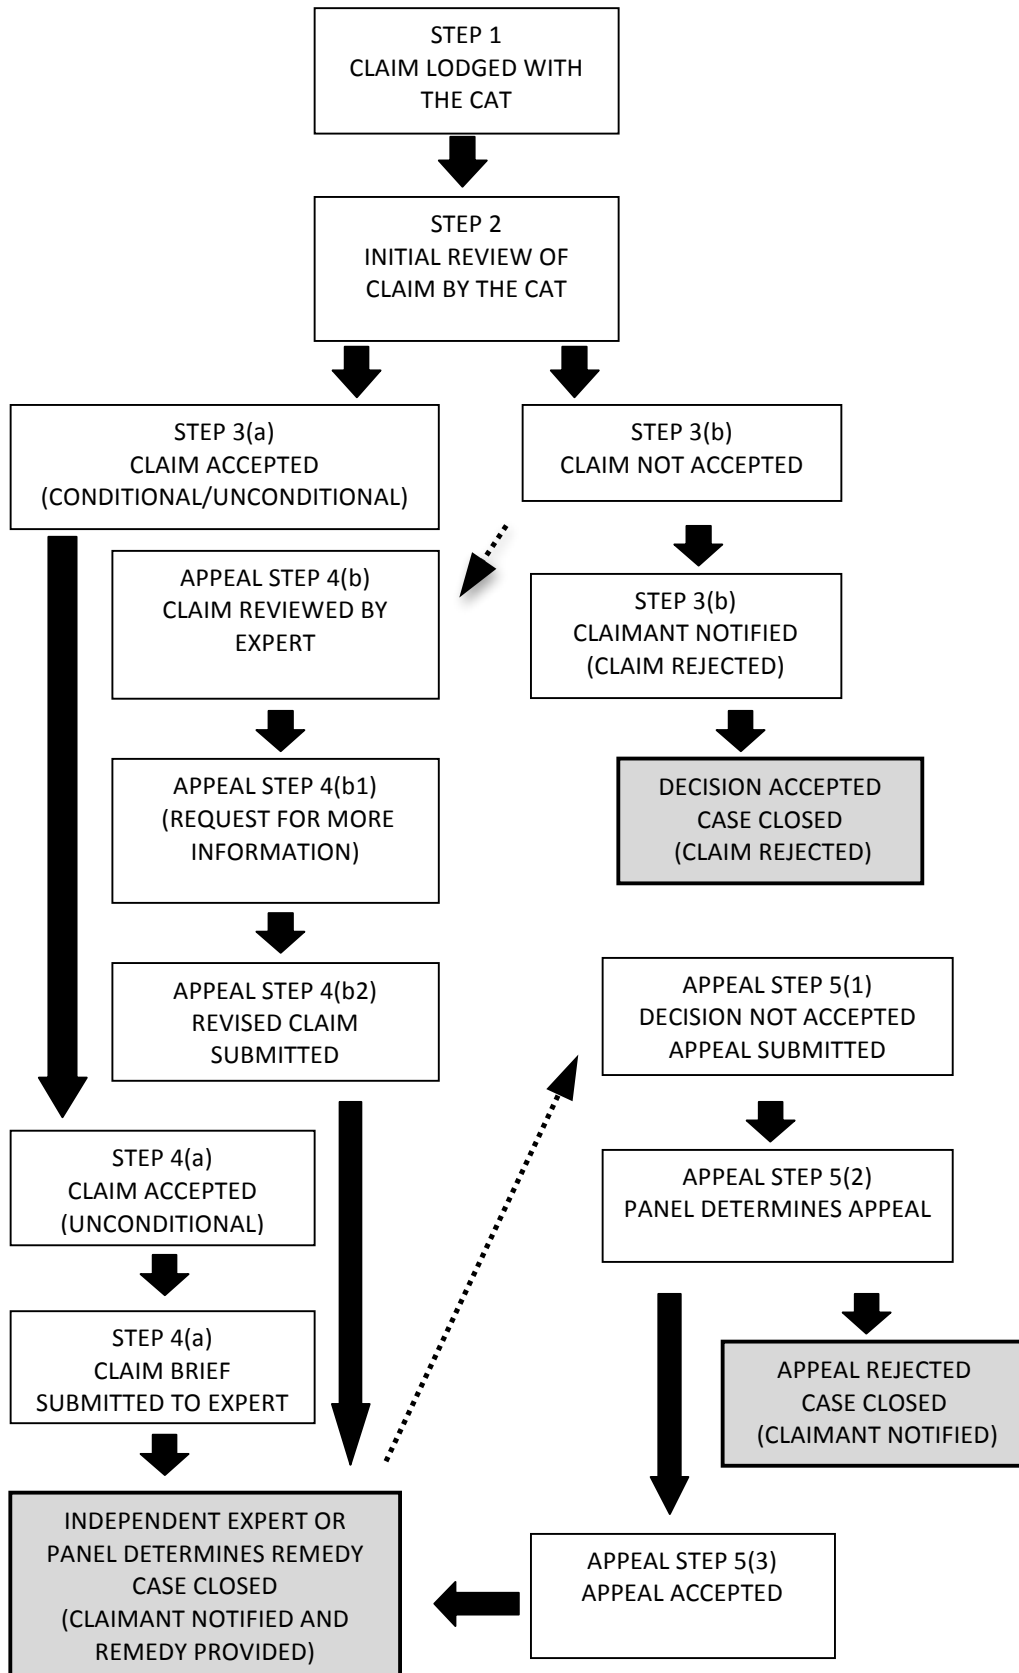 STEP 1
CLAIM LODGED WITH
THE CAT
STEP 2
INITIAL REVIEW OF
CLAIM BY THE CAT
STEP 3(a)
CLAIM ACCEPTED
(CONDITIONAL/UNCONDITIONAL)
STEP 3(b)
CLAIM NOT ACCEPTED
APPEAL STEP 4(b)
CLAIM REVIEWED BY
EXPERT
STEP 3(b)
CLAIMANT NOTIFIED
(CLAIM REJECTED)
APPEAL STEP 4(b1)
(REQUEST FOR MORE
INFORMATION)
DECISION ACCEPTED
CASE CLOSED
(CLAIM REJECTED)
APPEAL STEP 4(b2)
REVISED CLAIM
SUBMITTED
APPEAL STEP 5(1)
DECISION NOT ACCEPTED
APPEAL SUBMITTED
STEP 4(a)
CLAIM ACCEPTED
(UNCONDITIONAL)
APPEAL STEP 5(2)
PANEL DETERMINES APPEAL
STEP 4(a)
CLAIM BRIEF
SUBMITTED TO EXPERT
APPEAL REJECTED
CASE CLOSED
(CLAIMANT NOTIFIED)
INDEPENDENT EXPERT OR
PANEL DETERMINES REMEDY
CASE CLOSED
(CLAIMANT NOTIFIED AND
REMEDY PROVIDED)
APPEAL STEP 5(3)
APPEAL ACCEPTED